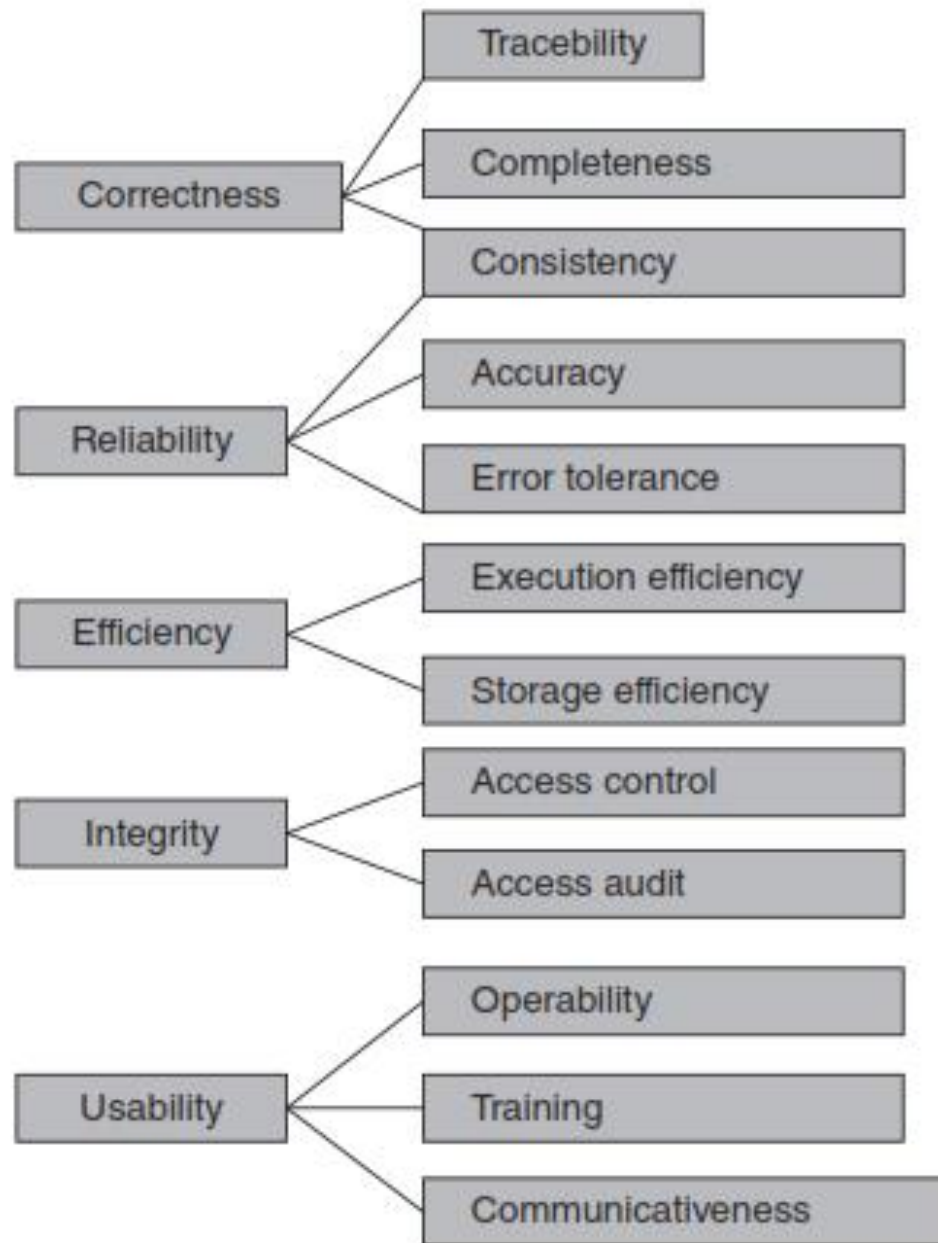 Tracebility
Completeness
Correctness
Consistency
Accuracy
Reliability
Error tolerance
Execution efficiency
Efficiency
Storage efficiency
Access control
Integrity
Access audit
Operability
Usability
Training
Communicativeness